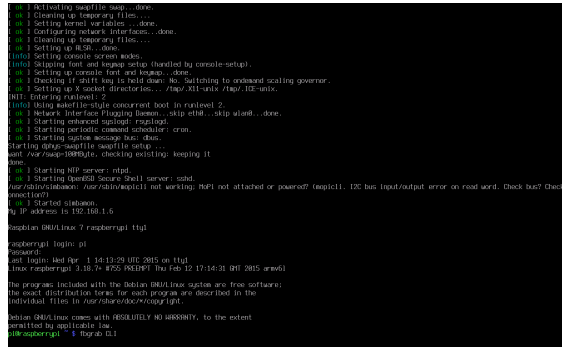 [ ok ] Activating swapfile swap...done.
[ ok ] Cleaning up temporary files....
[ ok ] Setting kernel variables ...done.
[ ok ] Configuring network interfaces...done.
[ ok ] Cleaning up temporary files....
[ ok ] Setting up ALSA...done.
[info] Setting console screen modes.
[info] Skipping font and keymap setup (handled by console-setup).
[ ok ] Setting up console font and keymap...done.
[ ok ] Checking if shift key is held down: No. Switching to ondemand scaling governor.
[ ok ] Setting up X socket directories... /tmp/.X11-unix /tmp/.ICE-unix.
INIT: Entering runlevel: 2
[info] Using makefile-style concurrent boot in runlevel 2.
[ ok ] Network Interface Plugging Daemon...skip eth0...skip wlan0...done.
[ ok ] Starting enhanced syslogd: rsyslogd.
[ ok ] Starting periodic command scheduler: cron.
[ ok ] Starting system message bus: dbus.
Starting dphys-swapfile swapfile setup ...
want /var/swap=100MByte, checking existing: keeping it
done.
[ ok ] Starting NTP server: ntpd.
[ ok ] Starting OpenBSD Secure Shell server: sshd.
/usr/sbin/simbamon: /usr/sbin/mopicli not working; MoPi not attached or powered? (mopicli. I2C bus input/output error on read word. Check bus? Check c
onnection?)
[ ok ] Started simbamon.
My IP address is 192.168.1.6
Raspbian GNU/Linux 7 raspberrypi tty1
raspberrypi login: pi
Password:
Last login: Wed Apr  1 14:13:29 UTC 2015 on tty1
Linux raspberrypi 3.18.7+ #755 PREEMPT Thu Feb 12 17:14:31 GMT 2015 armv6l
The programs included with the Debian GNU/Linux system are free software;
the exact distribution terms for each program are described in the
individual files in /usr/share/doc/*/copyright.
Debian GNU/Linux comes with ABSOLUTELY NO WARRANTY, to the extent
permitted by applicable law.
pi@raspberrypi ~ $ fbgrab CLI